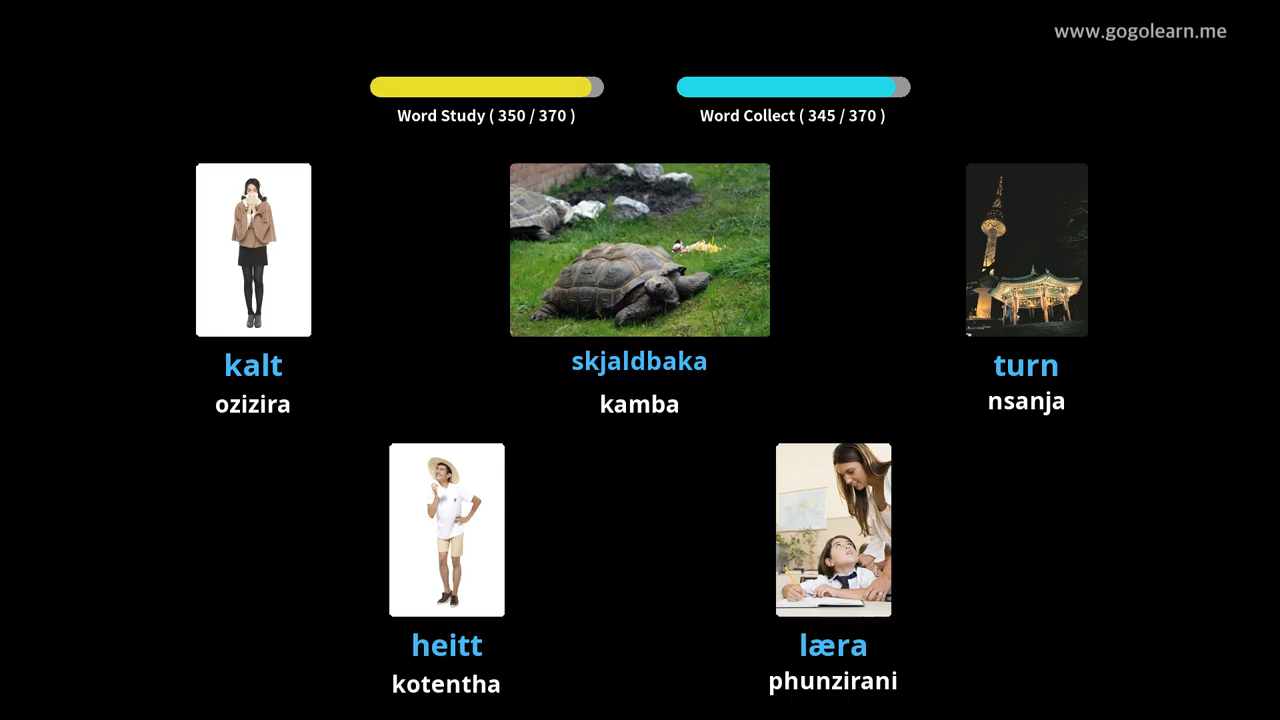 www.gogolearn.me
Word Study ( 350 / 370 )
Word Collect ( 345 / 370 )
kalt
ozizira
skjaldbaka
kamba
turn
nsanja
heitt
kotentha
læra
phunzirani